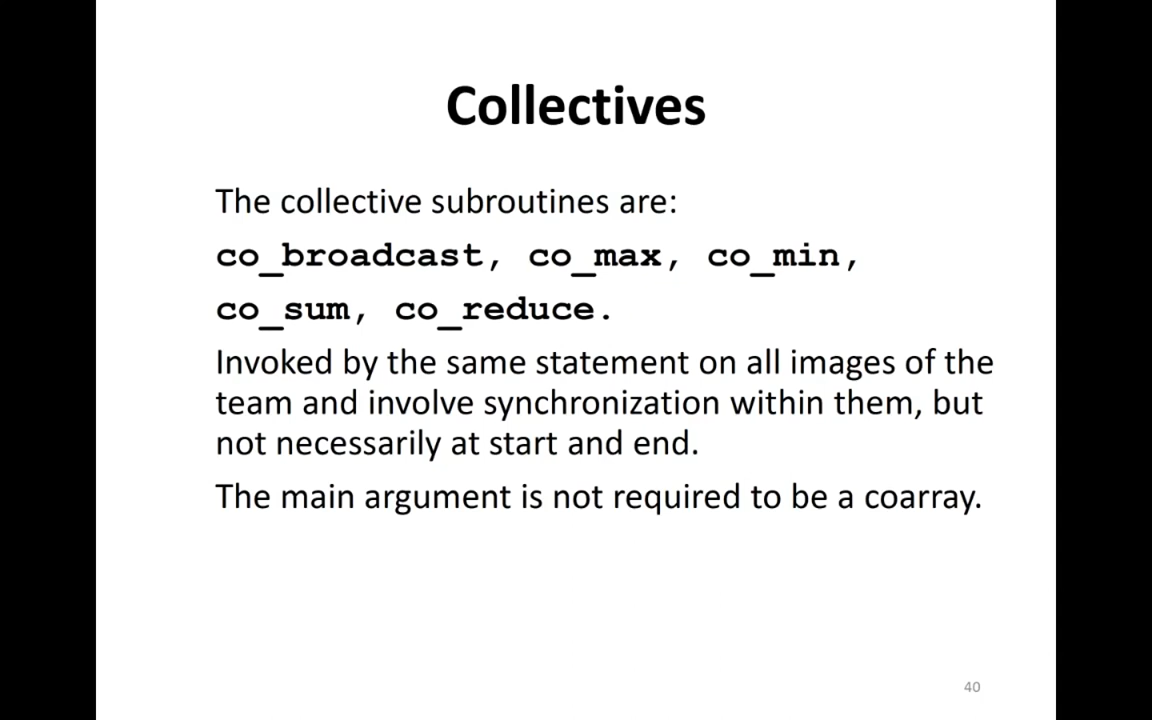 Collectives
The collective subroutines are:
co_broadcast, co_max, co_min,
co_sum, co_reduce.
Invoked by the same statement on all images of the
team and involve synchronization within them, but
not necessarily at start and end.
The main argument is not required to be a coarray.
40